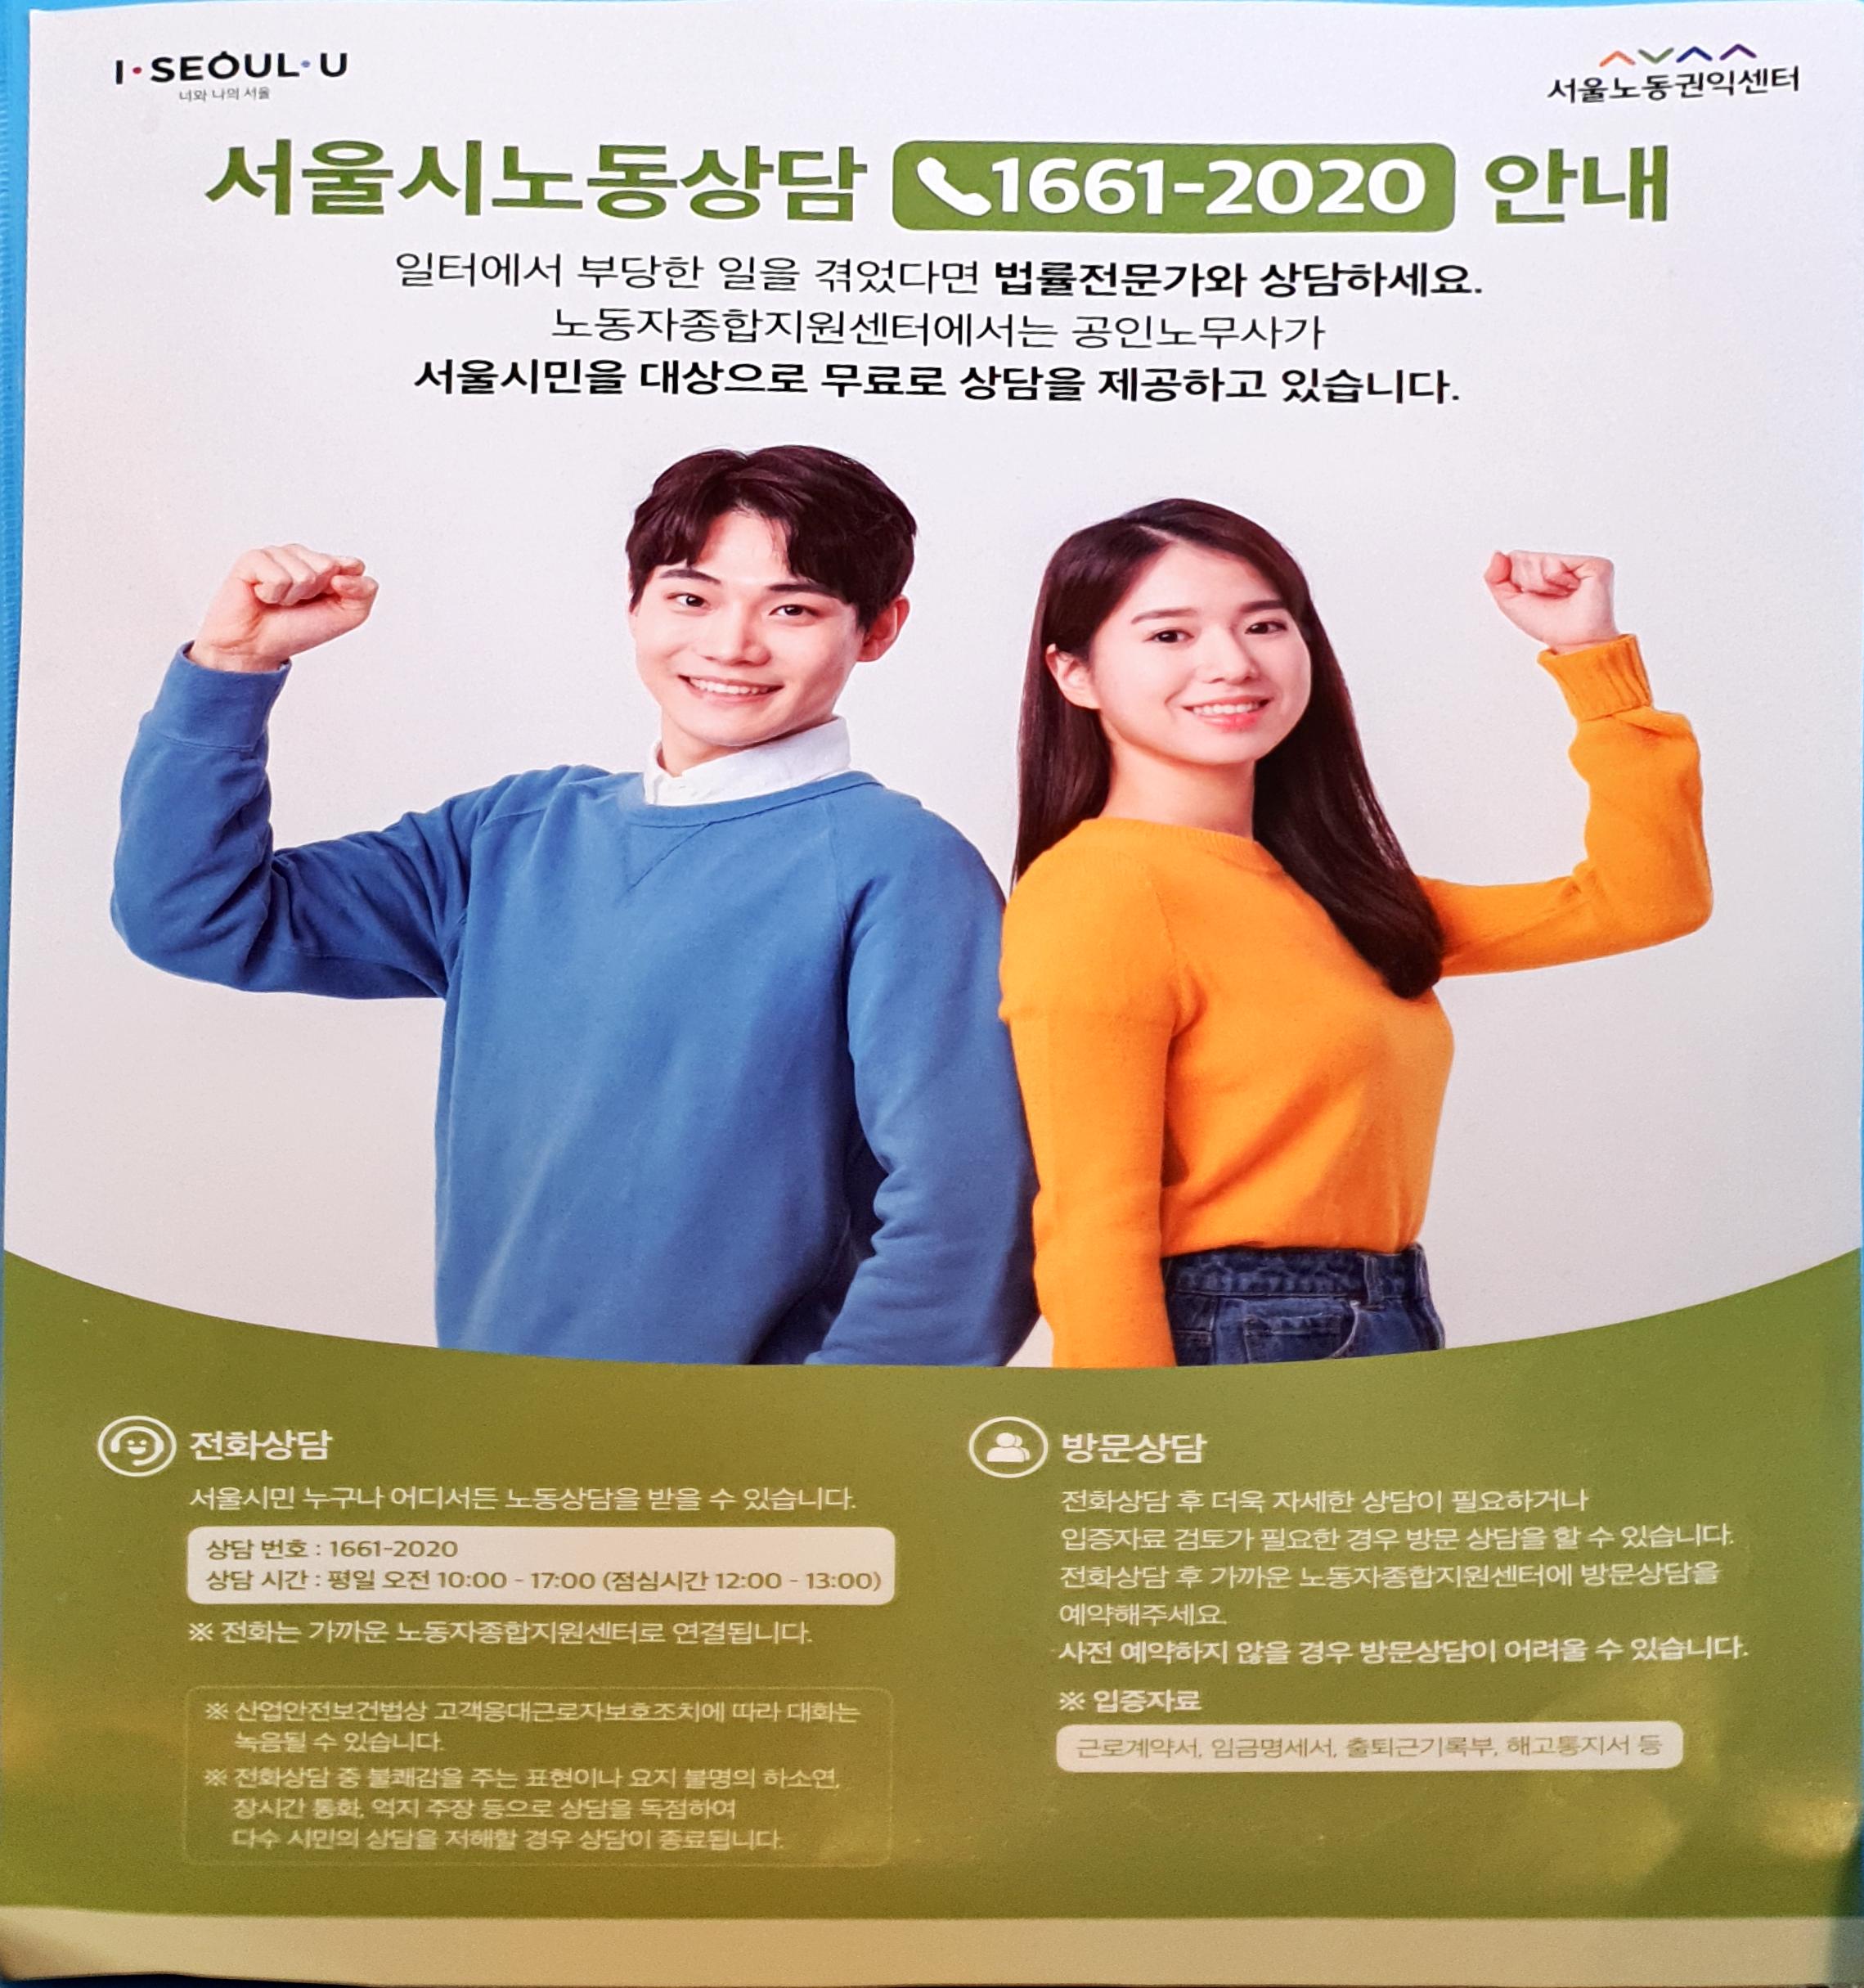 I·SEOUL·U
너와 나의 서울
서울노동권익센터
서울시노동상담 1661-2020 안내
일터에서 부당한 일을 겪었다면 법률전문가와 상담하세요.
노동자종합지원센터에서는 공인노무사가
서울시민을 대상으로 무료로 상담을 제공하고 있습니다.
전화상담
서울시민 누구나 어디서든 노동상담을 받을 수 있습니다.
상담 번호 : 1661-2020
상담 시간 : 평일 오전 10:00 - 17:00 (점심시간 12:00 - 13:00)
※ 전화는 가까운 노동자종합지원센터로 연결됩니다.
※ 산업안전보건법상 고객응대근로자보호조치에 따라 대화는
녹음될 수 있습니다.
※ 전화상담 중 불쾌감을 주는 표현이나 요지 불명의 하소연,
장시간 통화, 억지 주장 등으로 상담을 독점하여
다수 시민의 상담을 저해할 경우 상담이 종료됩니다.
방문상담
전화상담 후 더욱 자세한 상담이 필요하거나
입증자료 검토가 필요한 경우 방문 상담을 할 수 있습니다.
전화상담 후 가까운 노동자종합지원센터에 방문상담을
예약해주세요.
사전 예약하지 않을 경우 방문상담이 어려울 수 있습니다.
※ 입증자료
근로계약서, 임금명세서, 출퇴근기록부, 해고통지서 등